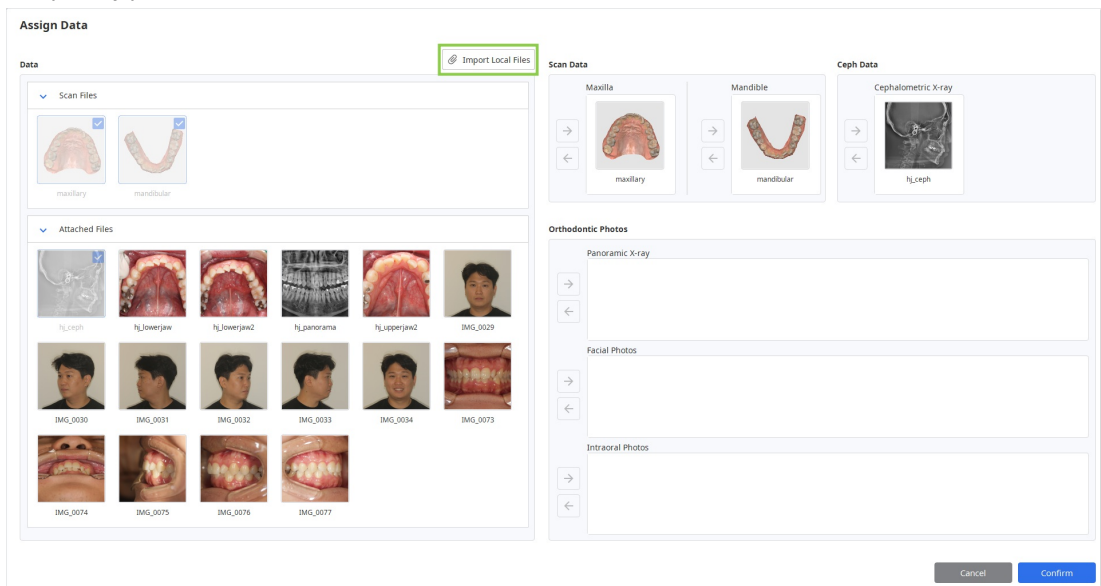 Assign Data
Data
Import Local Files
Scan Files
maxillary
mandibular
Attached Files
hj_ceph
hj_lowerjaw
hj_lowerjaw2
hj_panorama
hj_upperjaw2
IMG_0029
IMG_0030
IMG_0031
IMG_0032
IMG_0033
IMG_0034
IMG_0073
IMG_0074
IMG_0075
IMG_0076
IMG_0077
Scan Data
Maxilla
maxillary
Mandible
mandibular
Ceph Data
Cephalometric X-ray
hj_ceph
Orthodontic Photos
Panoramic X-ray
Facial Photos
Intraoral Photos
Cancel
Confirm